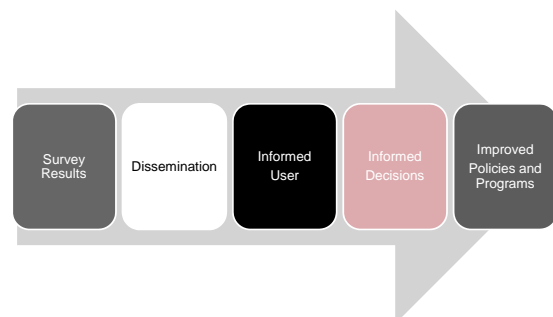 Survey
Results
Dissemination
Informed
User
Informed
Decisions
Improved
Policies and
Programs